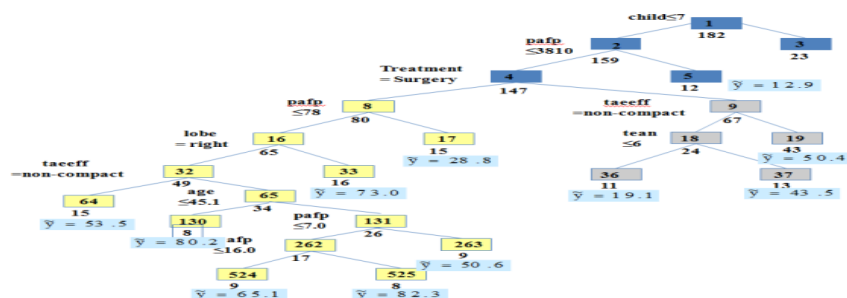 child≤7
1
182
pafp
≤3810
2
159
3
23
Treatment
= Surgery
4
147
5
12
ỹ = 12.9
pafp
≤78
8
80
taeeff
=non-compact
9
67
lobe
= right
16
65
17
15
ỹ = 28.8
tean
≤6
18
24
19
43
ỹ = 50.4
taeeff
=non-compact
32
49
33
16
ỹ = 73.0
36
11
ỹ = 19.1
37
13
ỹ = 43.5
64
15
ỹ = 53.5
age
≤45.1
65
34
130
8
ỹ = 80.2
pafp
≤7.0
131
26
afp
≤16.0
262
17
263
9
ỹ = 50.6
524
9
ỹ = 65.1
525
8
ỹ = 82.3